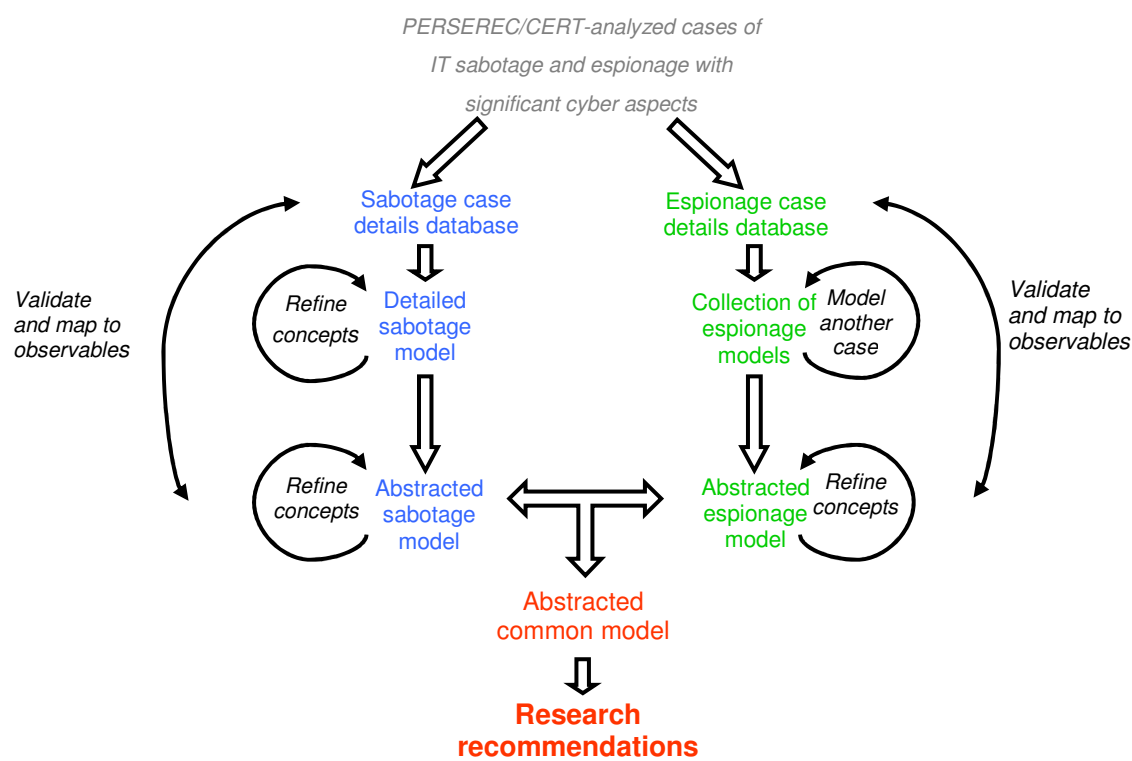 PERSEREC/CERT-analyzed cases of
IT sabotage and espionage with
significant cyber aspects
Sabotage case
details database
Espionage case
details database
Validate
and map to
observables
Refine
concepts
Detailed
sabotage
model
Collection of
espionage
models
Model
another
case
Validate
and map to
observables
Refine
concepts
Abstracted
sabotage
model
Abstracted
espionage
model
Refine
concepts
Abstracted
common model
Research
recommendations